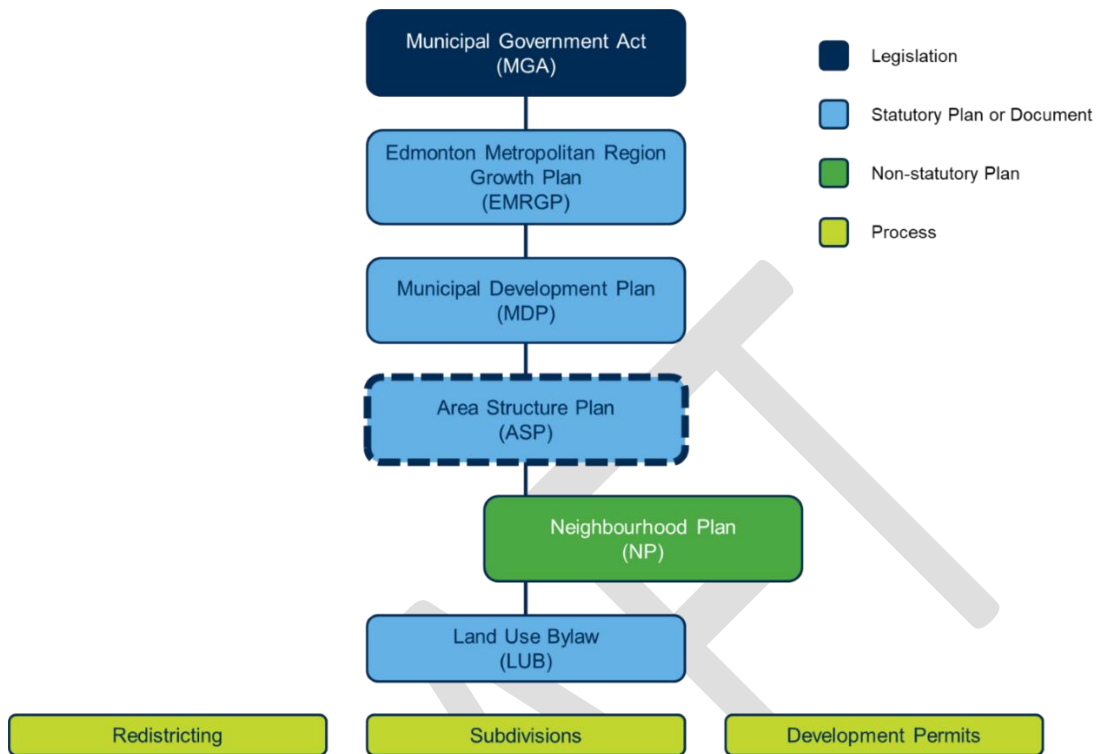 Municipal Government Act
(MGA)
Legislation
Statutory Plan or Document
Non-statutory Plan
Process
Edmonton Metropolitan Region
Growth Plan
(EMRGP)
Municipal Development Plan
(MDP)
Area Structure Plan
(ASP)
Neighbourhood Plan
(NP)
Land Use Bylaw
(LUB)
Redistricting
Subdivisions
Development Permits